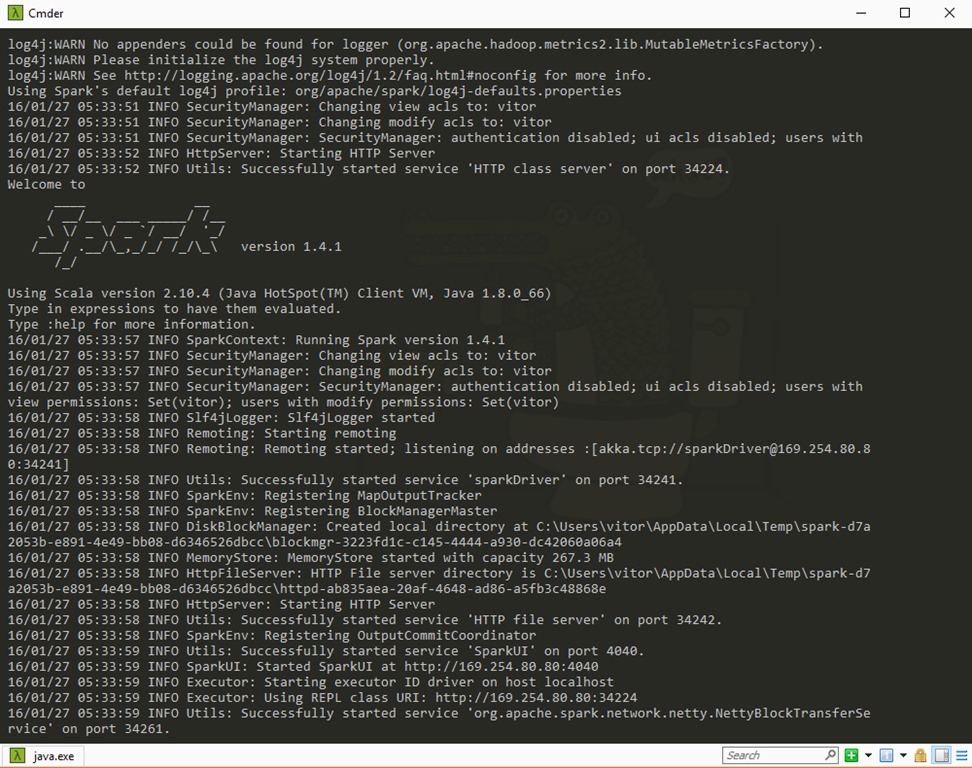 Cmder
log4j:WARN No appenders could be found for logger (org.apache.hadoop.metrics2.lib.MutableMetricsFactory).
log4j:WARN Please initialize the log4j system properly.
log4j:WARN See http://logging.apache.org/log4j/1.2/faq.html#noconfig for more info.
Using Spark's default log4j profile: org/apache/spark/log4j-defaults.properties
16/01/27 05:33:51 INFO SecurityManager: Changing view acls to: vitor
16/01/27 05:33:51 INFO SecurityManager: Changing modify acls to: vitor
16/01/27 05:33:51 INFO SecurityManager: SecurityManager: authentication disabled; ui acls disabled; users with
16/01/27 05:33:52 INFO HttpServer: Starting HTTP Server
16/01/27 05:33:52 INFO Utils: Successfully started service 'HTTP class server' on port 34224.
Welcome to
Spark version 1.4.1
Using Scala version 2.10.4 (Java HotSpot(TM) Client VM, Java 1.8.0_66)
Type in expressions to have them evaluated.
Type :help for more information.
16/01/27 05:33:57 INFO SparkContext: Running Spark version 1.4.1
16/01/27 05:33:57 INFO SecurityManager: Changing view acls to: vitor
16/01/27 05:33:57 INFO SecurityManager: Changing modify acls to: vitor
16/01/27 05:33:57 INFO SecurityManager: SecurityManager: authentication disabled; ui acls disabled; users with
view permissions: Set(vitor); users with modify permissions: Set(vitor)
16/01/27 05:33:58 INFO Slf4jLogger: Slf4jLogger started
16/01/27 05:33:58 INFO Remoting: Starting remoting
16/01/27 05:33:58 INFO Remoting: Remoting started; listening on addresses :[akka.tcp://sparkDriver@169.254.80.8
0:34241]
16/01/27 05:33:58 INFO Utils: Successfully started service 'sparkDriver' on port 34241.
16/01/27 05:33:58 INFO SparkEnv: Registering MapOutputTracker
16/01/27 05:33:58 INFO SparkEnv: Registering BlockManagerMaster
16/01/27 05:33:58 INFO DiskBlockManager: Created local directory at C:\Users\vitor\AppData\Local\Temp\spark-d7a
2053b-e891-4e49-bb08-d6346526dbcc\blockmgr-3223fd1c-c145-4444-a930-dc42060a06a4
16/01/27 05:33:58 INFO MemoryStore: MemoryStore started with capacity 267.3 MB
16/01/27 05:33:58 INFO HttpFileServer: HTTP File server directory is C:\Users\vitor\AppData\Local\Temp\spark-d7
a2053b-e891-4e49-bb08-d6346526dbcc\httpd-ab835aea-20af-4648-ad86-a5fb3c48868e
16/01/27 05:33:58 INFO HttpServer: Starting HTTP Server
16/01/27 05:33:58 INFO Utils: Successfully started service 'HTTP file server' on port 34242.
16/01/27 05:33:58 INFO SparkEnv: Registering OutputCommitCoordinator
16/01/27 05:33:59 INFO Utils: Successfully started service 'SparkUI' on port 4040.
16/01/27 05:33:59 INFO SparkUI: Started SparkUI at http://169.254.80.80:4040
16/01/27 05:33:59 INFO Executor: Starting executor ID driver on host localhost
16/01/27 05:33:59 INFO Executor: Using REPL class URI: http://169.254.80.80:34224
16/01/27 05:33:59 INFO Utils: Successfully started service 'org.apache.spark.network.netty.NettyBlockTransferSe
rvice' on port 34261.
java.exe
Search